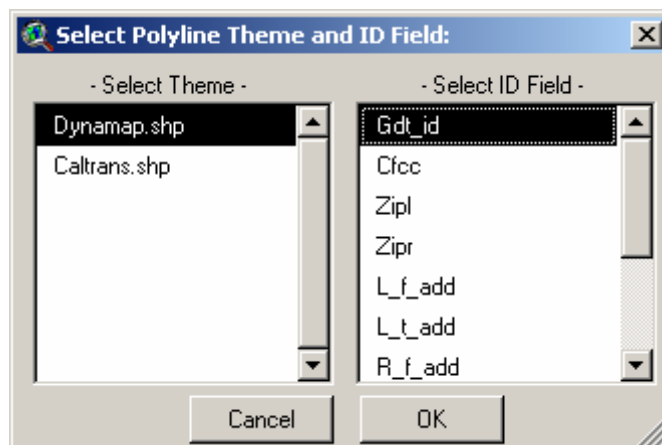 Select Polyline Theme and ID Field:
- Select Theme -
- Select ID Field -
Dynamap.shp
Caltrans.shp
Gdt_id
Cfcc
Zipl
Zipr
L_f_add
L_t_add
R_f_add
Cancel
OK